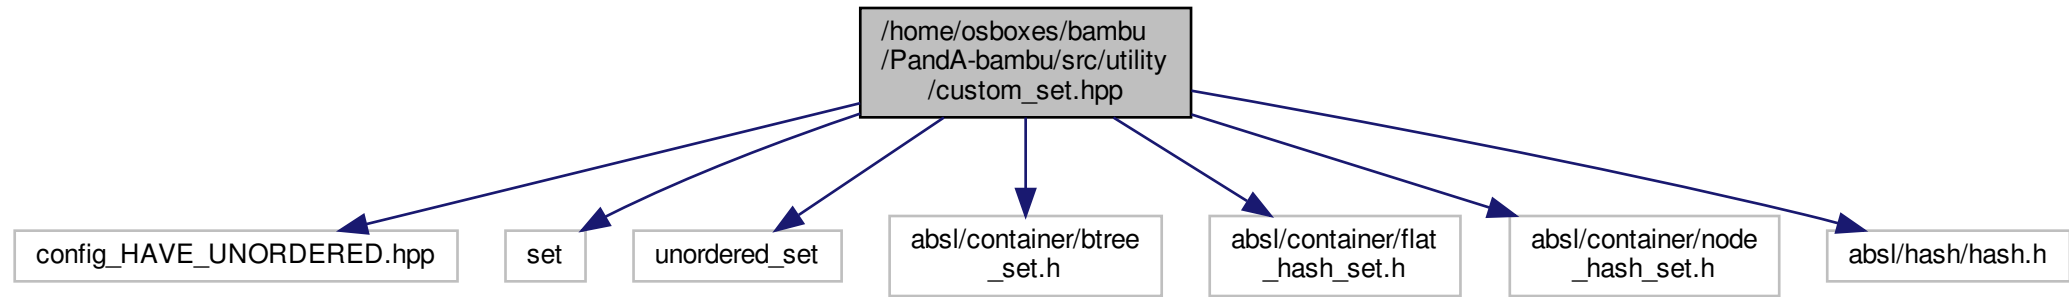 /home/osboxes/bambu
/PandA-bambu/src/utility
/custom_set.hpp
config_HAVE_UNORDERED.hpp
set
unordered_set
absl/container/btree
_set.h
absl/container/flat
_hash_set.h
absl/container/node
_hash_set.h
absl/hash/hash.h